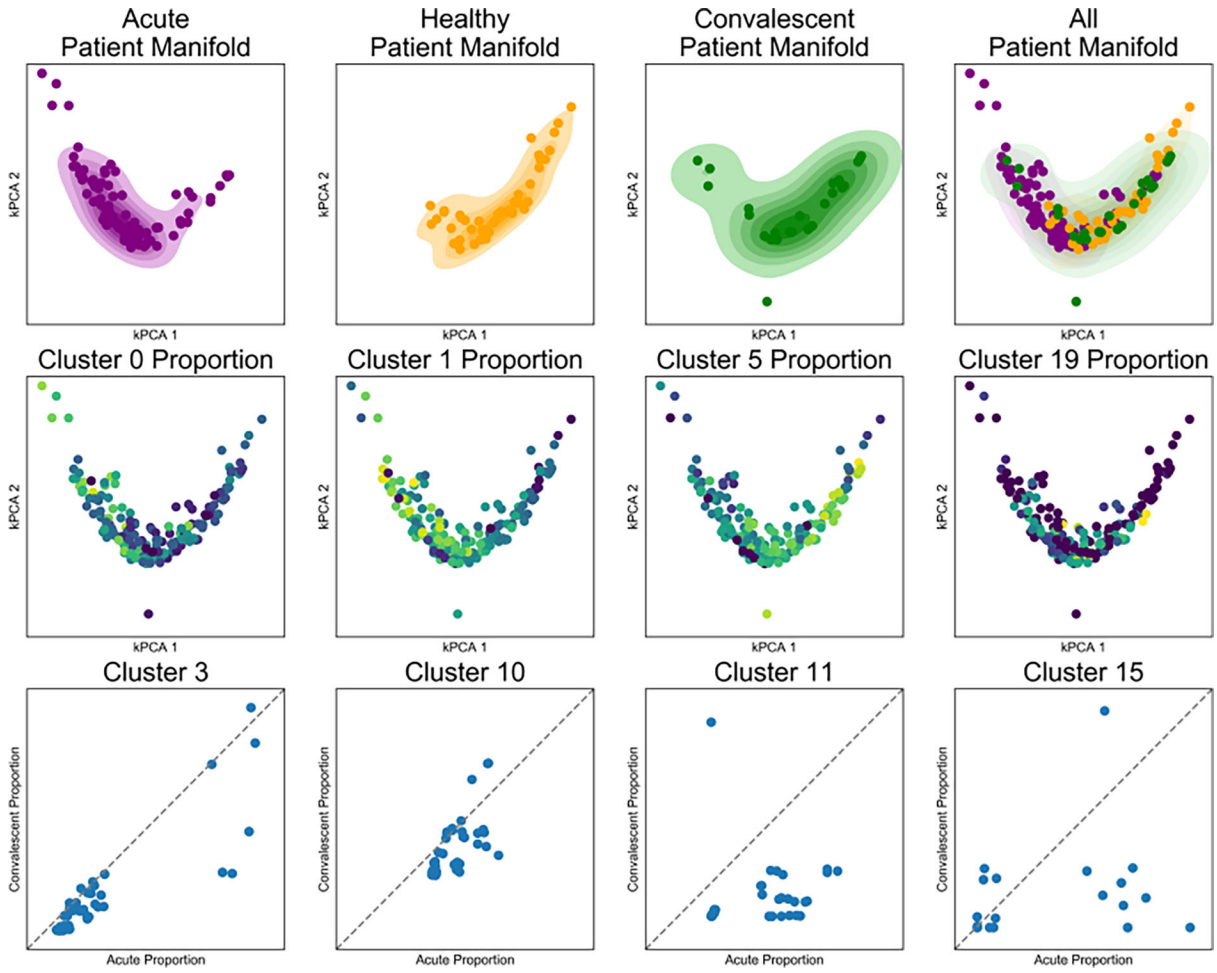 Acute
Patient Manifold
Healthy
Patient Manifold
Convalescent
Patient Manifold
All
Patient Manifold
kPCA 2
kPCA 1
kPCA 2
kPCA 1
kPCA 2
kPCA 1
kPCA 2
kPCA 1
Cluster 0 Proportion
Cluster 1 Proportion
Cluster 5 Proportion
Cluster 19 Proportion
kPCA 2
kPCA 1
kPCA 2
kPCA 1
kPCA 2
kPCA 1
kPCA 2
kPCA 1
Cluster 3
Cluster 10
Cluster 11
Cluster 15
Convalescent Proportion
Acute Proportion
Convalescent Proportion
Acute Proportion
Convalescent Proportion
Acute Proportion
Convalescent Proportion
Acute Proportion